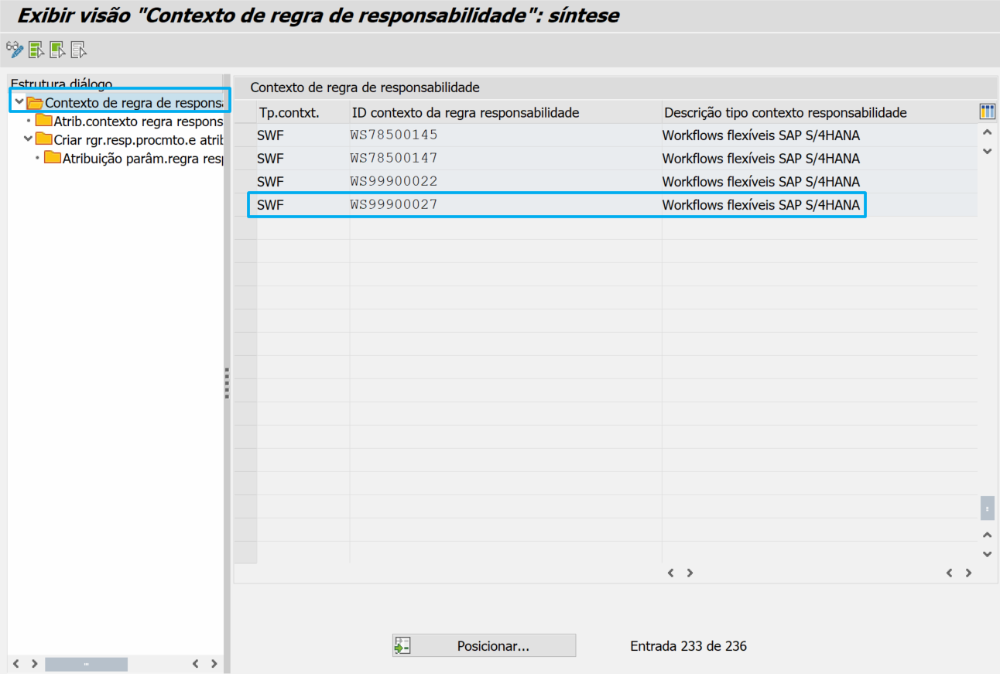 Exibir visão "Contexto de regra de responsabilidade": síntese
Estrutura diálogo
Contexto de regra de responsa
Atrib.contexto regra respons
Criar rgr.resp.procmto.e atrib
Atribuição parâm.regra resp
Contexto de regra de responsabilidade
Tp.contxt. ID contexto da regra responsabilidade Descrição tipo contexto responsabilidade
SWF WS78500145 Workflows flexíveis SAP S/4HANA
SWF WS78500147 Workflows flexíveis SAP S/4HANA
SWF WS99900022 Workflows flexíveis SAP S/4HANA
SWF WS99900027 Workflows flexíveis SAP S/4HANA
Posicionar... Entrada 233 de 236